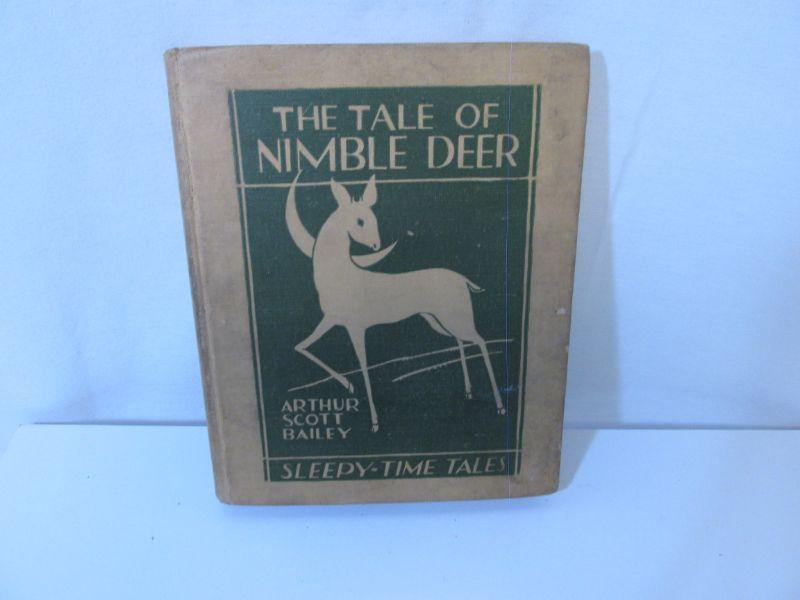 THE TALE OF
NIMBLE DEER
ARTHUR
SCOTT
BAILEY
SLEEPY-TIME TALES